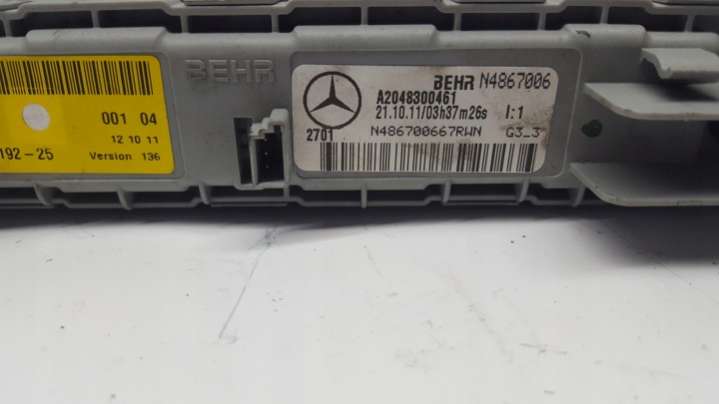 001 04
12 10 11
192-25 Version 136
BEHR
BEHR N4867006
A2048300461
21.10.11/03h37m26s I:1
2701 N486700667RWN G3_3